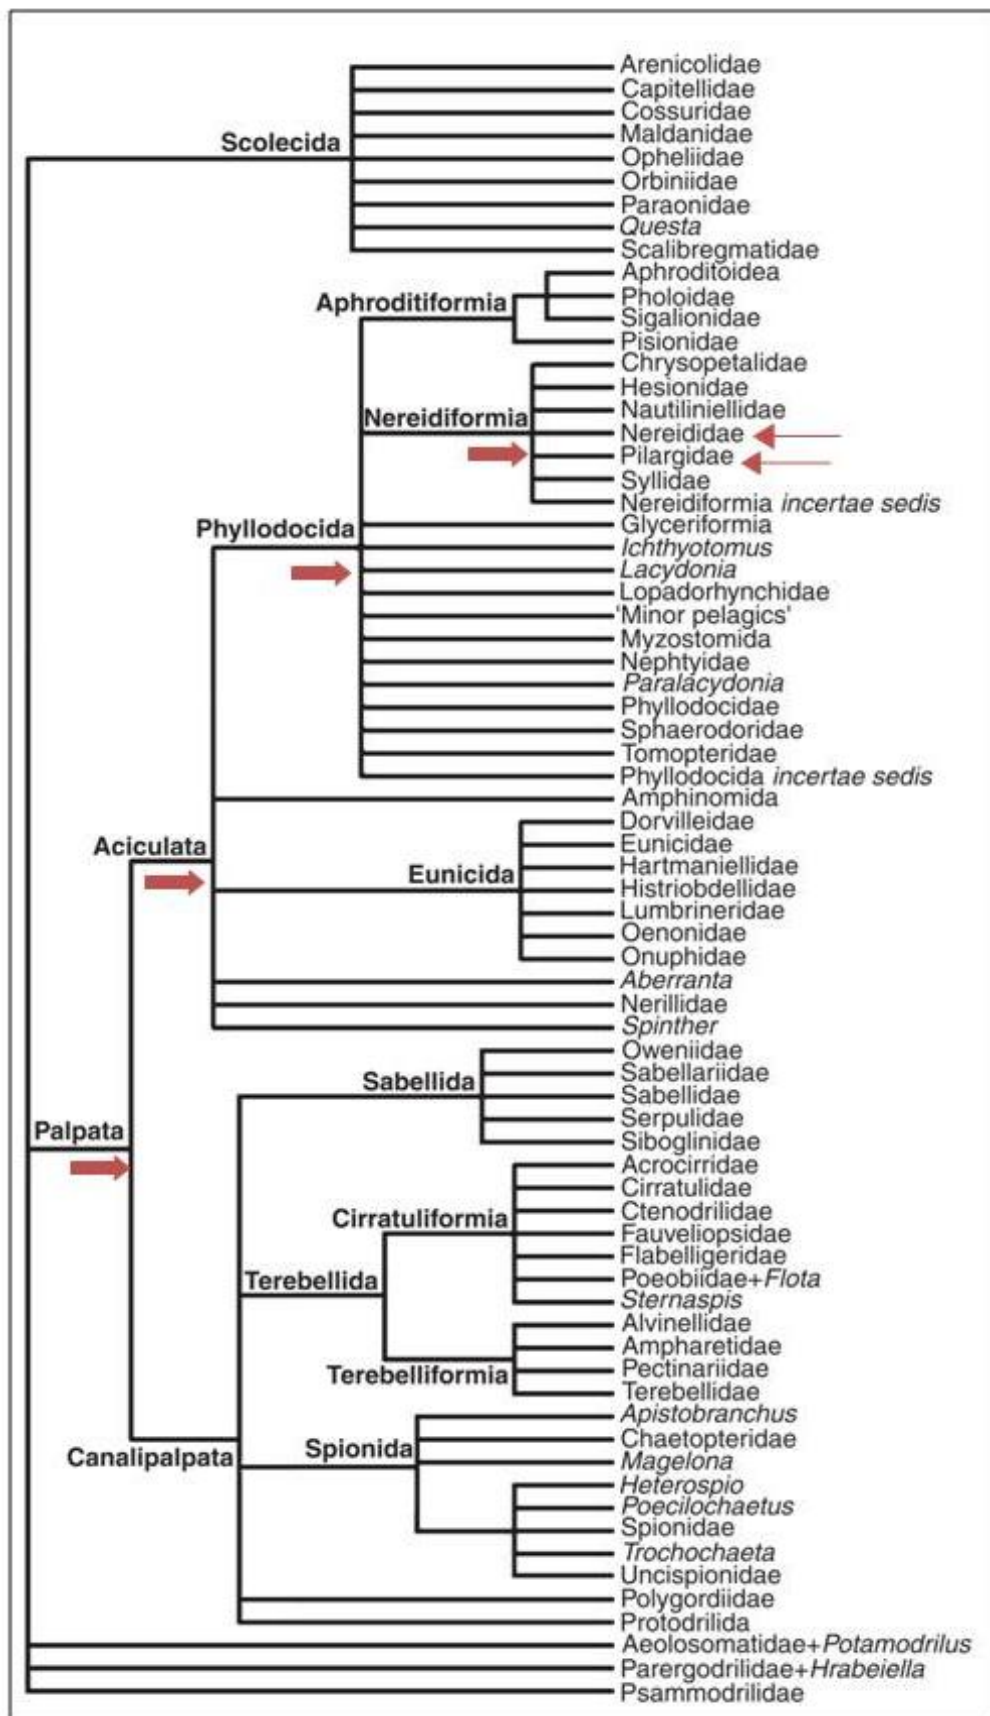 Arenicolidae
Capitellidae
Cossuridae
Maldanidae
Scolecida
Opheliidae
Orbiniidae
Paraonidae
Questa
Scalibregmatidae
Aphroditoidea
Aphroditiformia
Pholoidae
Sigalionidae
Pisionidae
Chrysopetalidae
Hesionidae
Nautiliniellidae
Nereidiformia
Nereididae
Pilargidae
Syllidae
Nereidiformia incertae sedis
Glyceriformia
Phyllodocida
Ichthyotomus
Lacydonia
Lopadorhynchidae
'Minor pelagics'
Myzostomida
Nephtyidae
Paralacydonia
Phyllodocidae
Sphaerodoridae
Tomopteridae
Phyllodocida incertae sedis
Amphinomida
Dorvilleidae
Aciculata
Eunicidae
Hartmaniellidae
Eunicida
Histriobdellidae
Lumbrineridae
Oenonidae
Onuphidae
Aberranta
Nerillidae
Spinther
Oweniidae
Sabellida
Sabellariidae
Sabellidae
Serpulidae
Palpata
Siboglinidae
Acrocirridae
Cirratulidae
Cirratuliformia
Ctenodrilidae
Fauveliopsidae
Flabelligeridae
Terebellida
Poeobiidae+Flota
Sternaspis
Alvinellidae
Ampharetidae
Terebelliformia
Pectinariidae
Terebellidae
Apistobranchus
Chaetopteridae
Canalipalpata
Spionida
Magelona
Heterospio
Poecilochaetus
Spionidae
Trochochaeta
Uncispionidae
Polygordiidae
Protodrilida
Aeolosomatidae+Potamodrilus
Parergodrilidae+Hrabeiella
Psammodrilidae